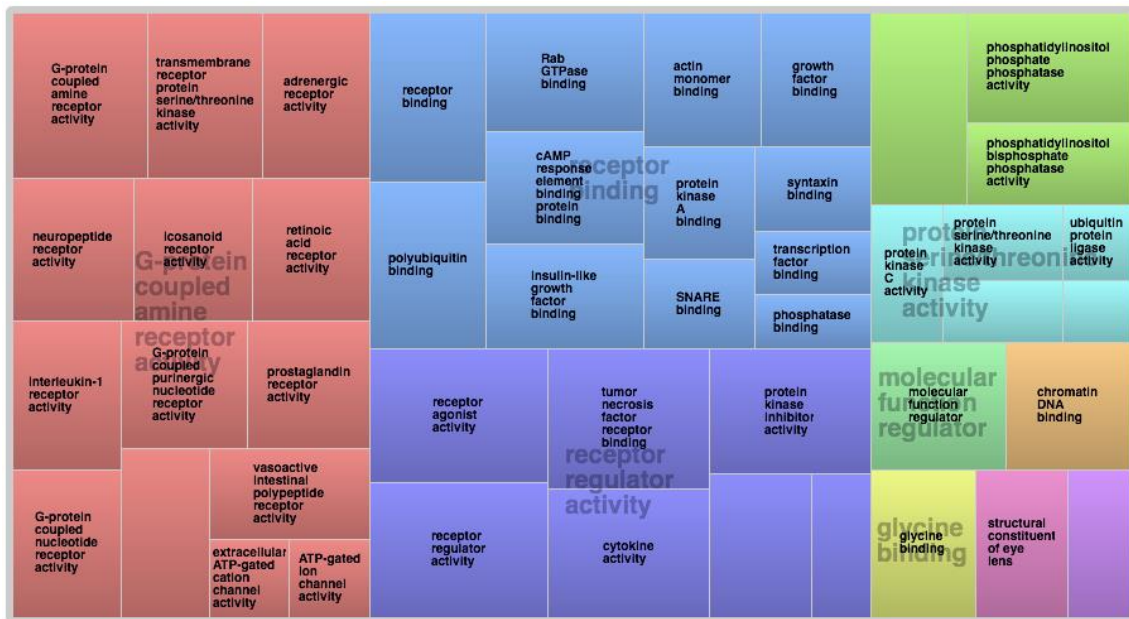 G-protein
coupled
amine
receptor
activity
transmembrane
receptor
protein
serine/threonine
kinase
activity
adrenergic
receptor
activity
neuropeptide
receptor
activity
icosanoid
receptor
activity
retinoic
acid
receptor
activity
G-protein
coupled
amine
receptor
activity
interleukin-1
receptor
activity
G-protein
coupled
purinergic
nucleotide
receptor
activity
prostaglandin
receptor
activity
G-protein
coupled
nucleotide
receptor
activity
vasoactive
intestinal
polypeptide
receptor
activity
extracellular
ATP-gated
cation
channel
activity
ATP-gated
ion
channel
activity
receptor
binding
Rab
GTPase
binding
actin
monomer
binding
growth
factor
binding
cAMP
response
element
binding
protein
binding
receptor
binding
protein
kinase
A
binding
syntaxin
binding
polyubiquitin
binding
insulin-like
growth
factor
binding
SNARE
binding
transcription
factor
binding
phosphatase
binding
receptor
agonist
activity
tumor
necrosis
factor
receptor
binding
protein
kinase
inhibitor
activity
receptor
regulator
activity
receptor
regulator
activity
cytokine
activity
phosphatidylinositol
phosphate
phosphatase
activity
phosphatidylinositol
bisphosphate
phosphatase
activity
protein
kinase
C
activity
protein
serine/threonine
kinase
activity
ubiquitin
protein
ligase
activity
protein
serine/threonine
kinase
activity
molecular
function
regulator
molecular
function
regulator
chromatin
DNA
binding
glycine
binding
glycine
binding
structural
constituent
of eye
lens